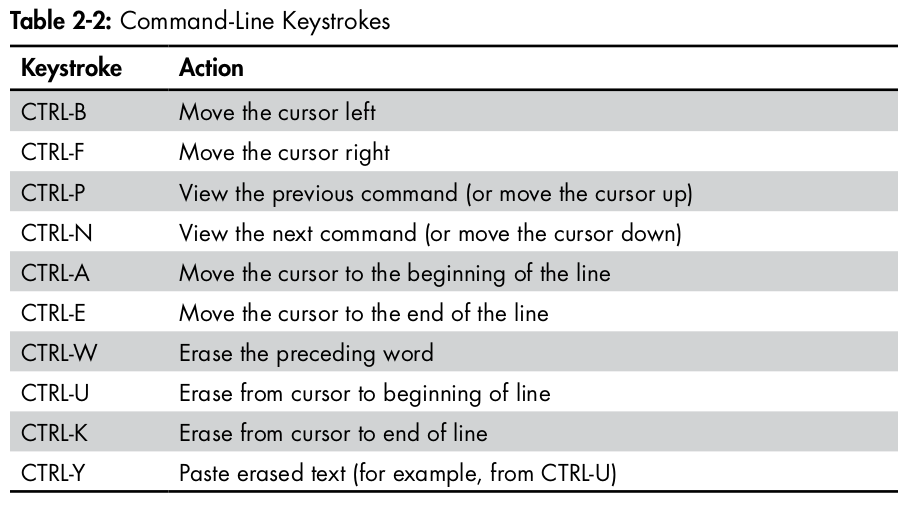 Table 2-2: Command-Line Keystrokes
Keystroke Action
CTRL-B Move the cursor left
CTRL-F Move the cursor right
CTRL-P View the previous command (or move the cursor up)
CTRL-N View the next command (or move the cursor down)
CTRL-A Move the cursor to the beginning of the line
CTRL-E Move the cursor to the end of the line
CTRL-W Erase the preceding word
CTRL-U Erase from cursor to beginning of line
CTRL-K Erase from cursor to end of line
CTRL-Y Paste erased text (for example, from CTRL-U)